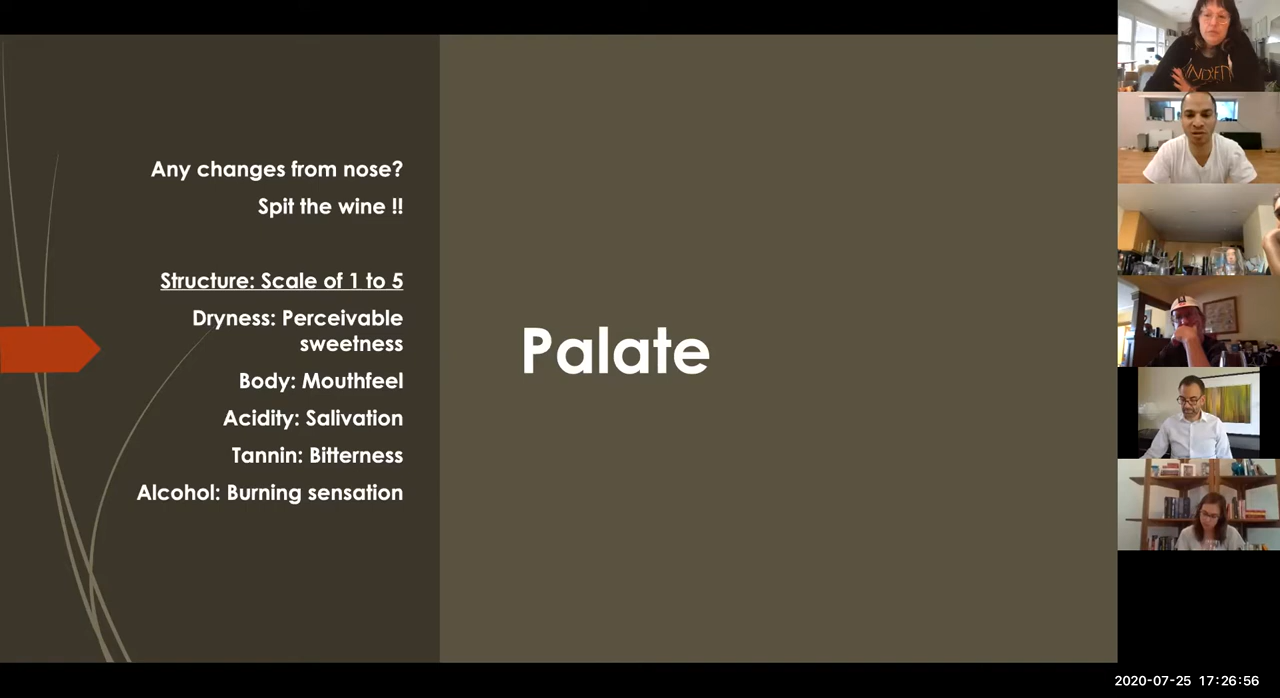 Any changes from nose?
Spit the wine !!
Structure: Scale of 1 to 5
Dryness: Perceivable
sweetness
Body: Mouthfeel
Acidity: Salivation
Tannin: Bitterness
Alcohol: Burning sensation
Palate
2020-07-25 17:26:56